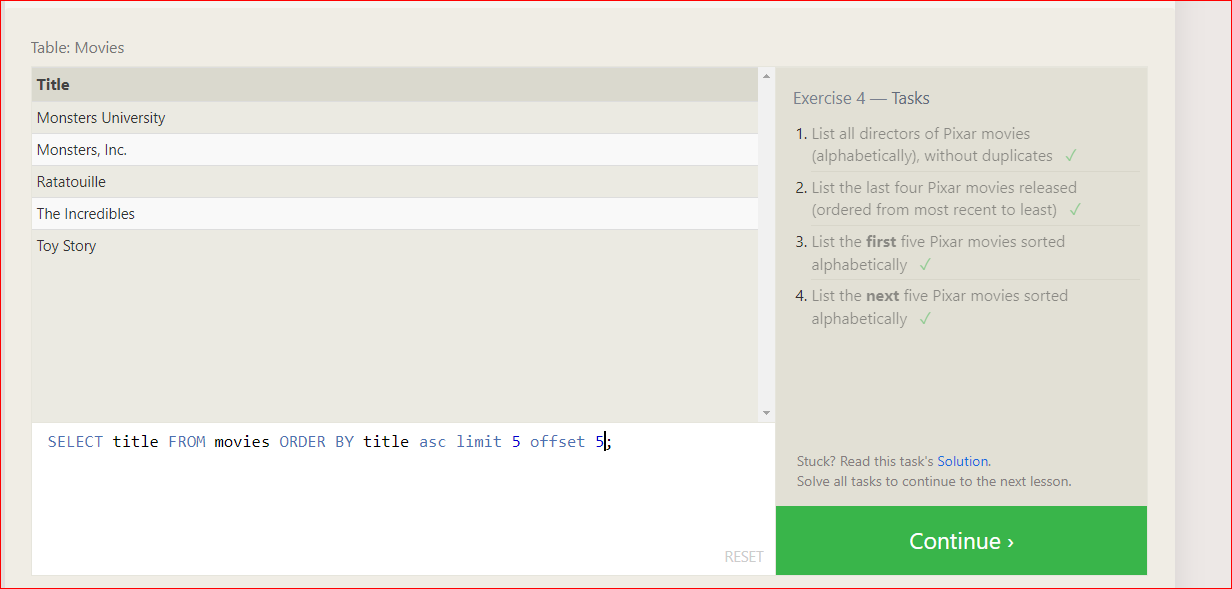 Table: Movies
Title
Monsters University
Monsters, Inc.
Ratatouille
The Incredibles
Toy Story
SELECT title FROM movies ORDER BY title asc limit 5 offset 5;
RESET
Exercise 4 — Tasks
1. List all directors of Pixar movies
(alphabetically), without duplicates ✓
2. List the last four Pixar movies released
(ordered from most recent to least) ✓
3. List the first five Pixar movies sorted
alphabetically ✓
4. List the next five Pixar movies sorted
alphabetically ✓
Stuck? Read this task's Solution.
Solve all tasks to continue to the next lesson.
Continue ›